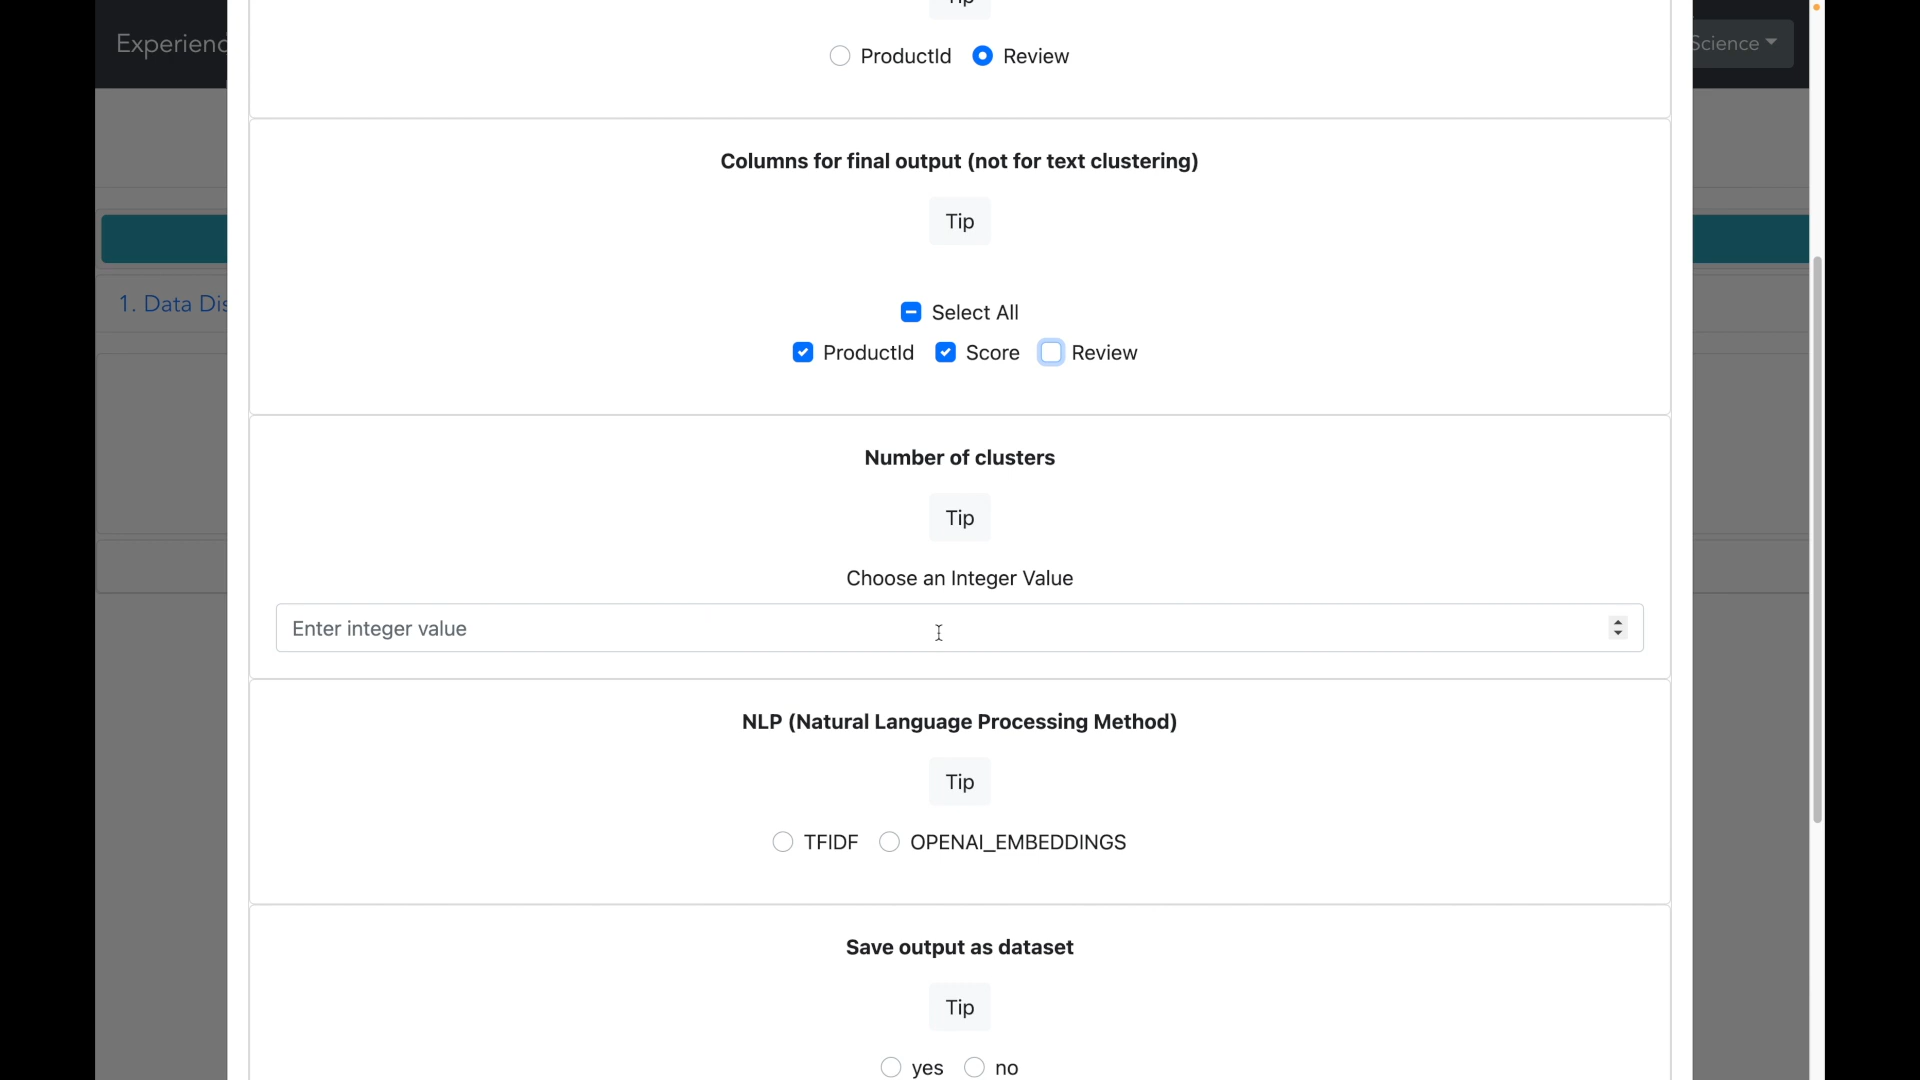 Experienc
Science
ProductId Review
Columns for final output (not for text clustering)
Tip
1. Data Dis
Select All
ProductId Score Review
Number of clusters
Tip
Choose an Integer Value
Enter integer value
NLP (Natural Language Processing Method)
Tip
TFIDF OPENAI_EMBEDDINGS
Save output as dataset
Tip
yes no